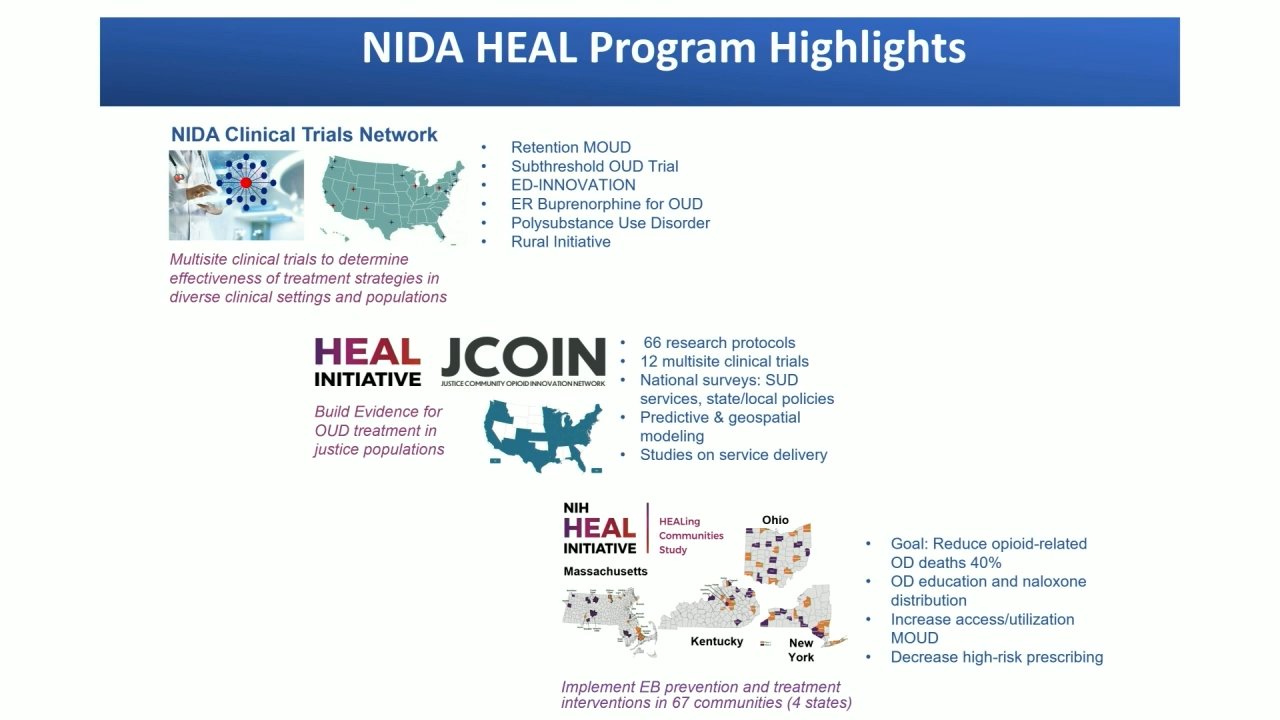 NIDA HEAL Program Highlights
NIDA Clinical Trials Network
• Retention MOUD
• Subthreshold OUD Trial
• ED-INNOVATION
• ER Buprenorphine for OUD
• Polysubstance Use Disorder
• Rural Initiative
Multisite clinical trials to determine
effectiveness of treatment strategies in
diverse clinical settings and populations
HEAL
INITIATIVE
JCOIN
JUSTICE COMMUNITY OPIOID INNOVATION NETWORK
Build Evidence for
OUD treatment in
justice populations
• 66 research protocols
• 12 multisite clinical trials
• National surveys: SUD
services, state/local policies
• Predictive & geospatial
modeling
• Studies on service delivery
NIH
HEAL
INITIATIVE
HEALing
Communities
Study
Ohio
Massachusetts
Kentucky
New
York
• Goal: Reduce opioid-related
OD deaths 40%
• OD education and naloxone
distribution
• Increase access/utilization
MOUD
• Decrease high-risk prescribing
Implement EB prevention and treatment
interventions in 67 communities (4 states)